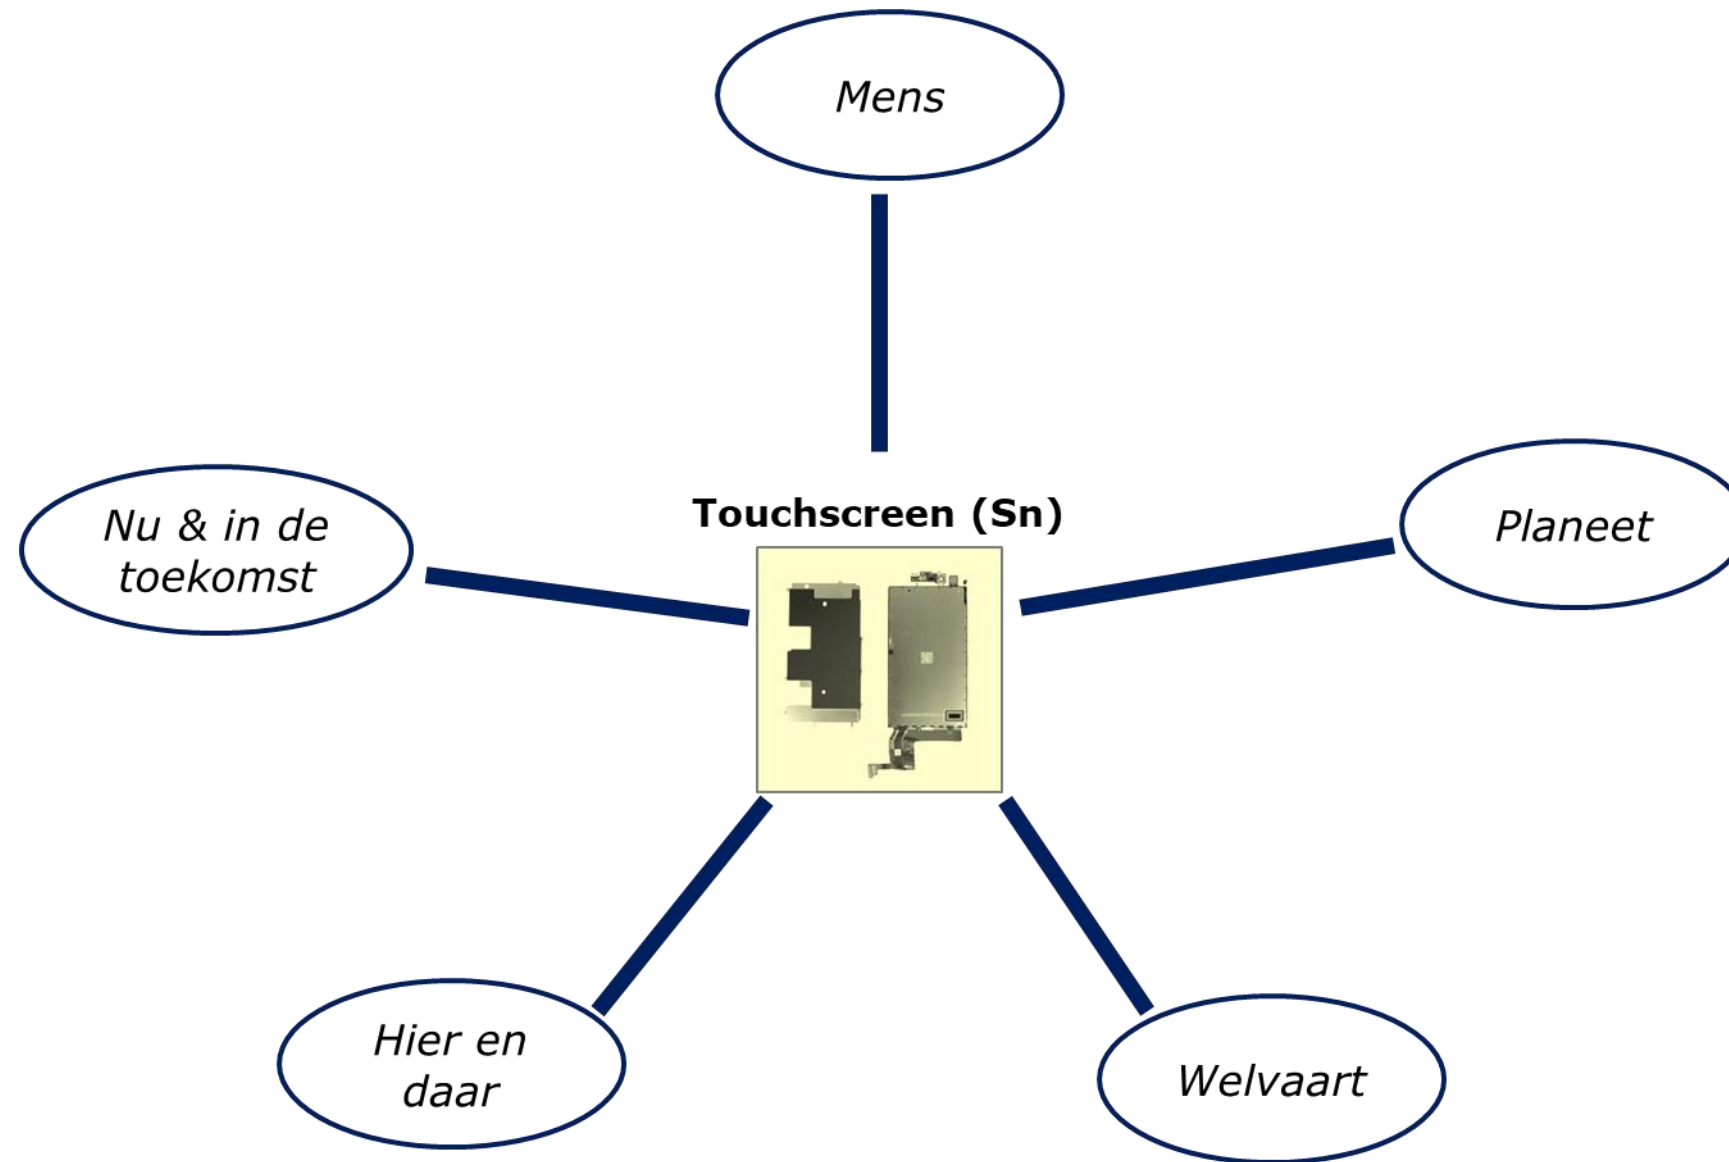 Mens
Planeet
Nu & in de
toekomst
Touchscreen (Sn)
Hier en
daar
Welvaart